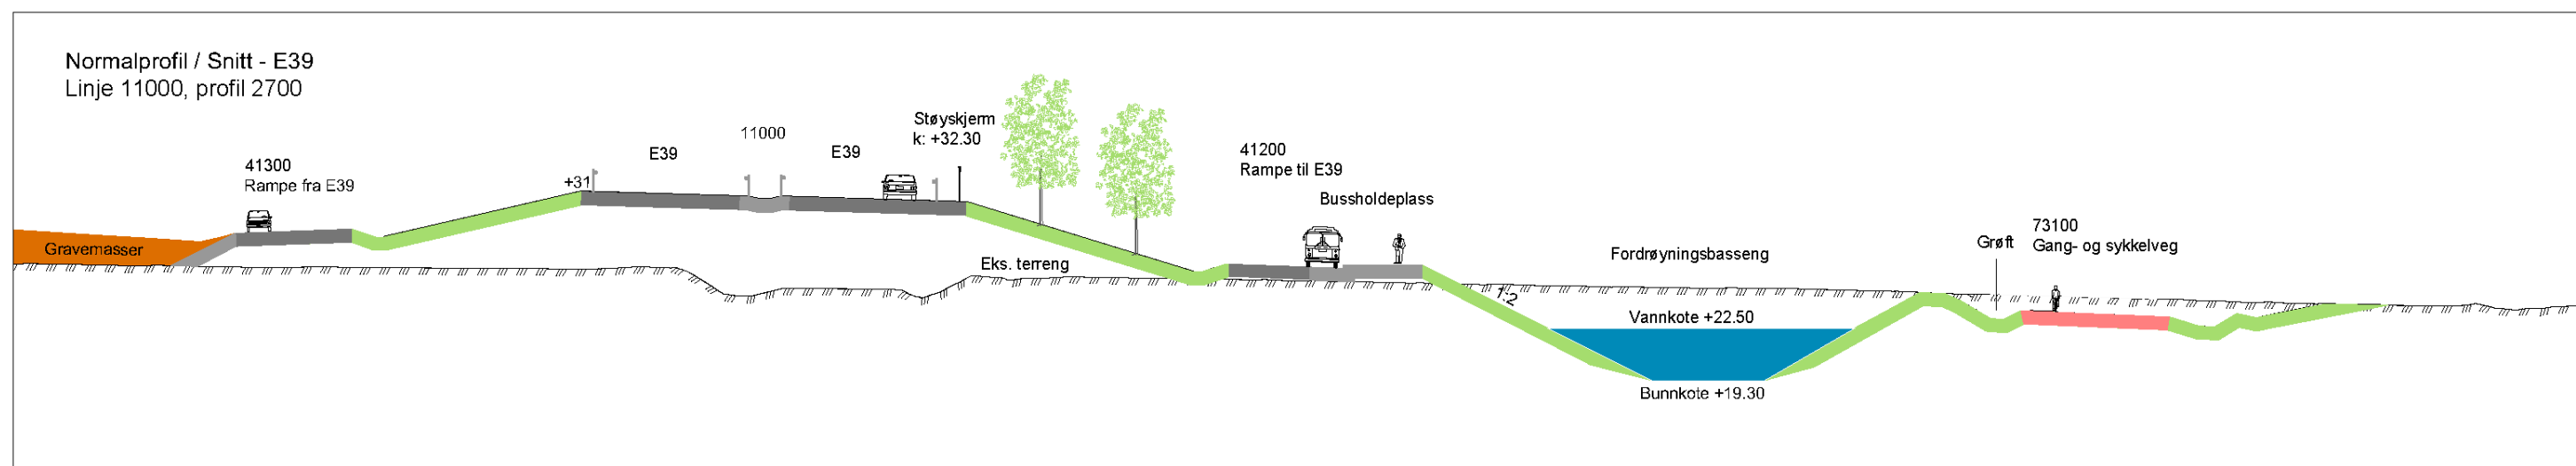 Normalprofil / Snitt - E39
Linje 11000, profil 2700
41300
Rampe fra E39
Gravemasser
+31
E39
11000
E39
Støyskjerm
k: +32.30
Eks. terreng
41200
Rampe til E39
Bussholdeplass
1:2
Fordrøyningsbasseng
Vannkote +22.50
Bunnkote +19.30
Grøft
73100
Gang- og sykkelveg